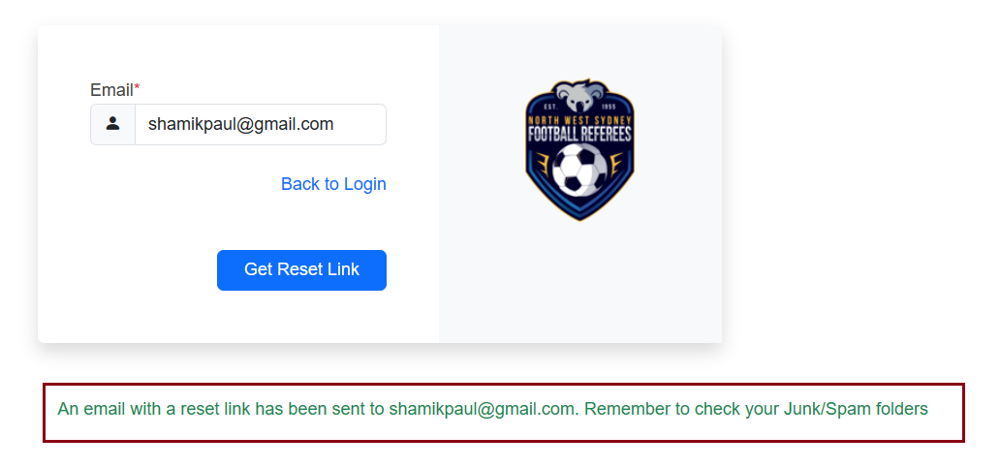 Email*
shamikpaul@gmail.com
Back to Login
Get Reset Link
EST. 1955
NORTH WEST SYDNEY
FOOTBALL REFEREES
An email with a reset link has been sent to shamikpaul@gmail.com. Remember to check your Junk/Spam folders